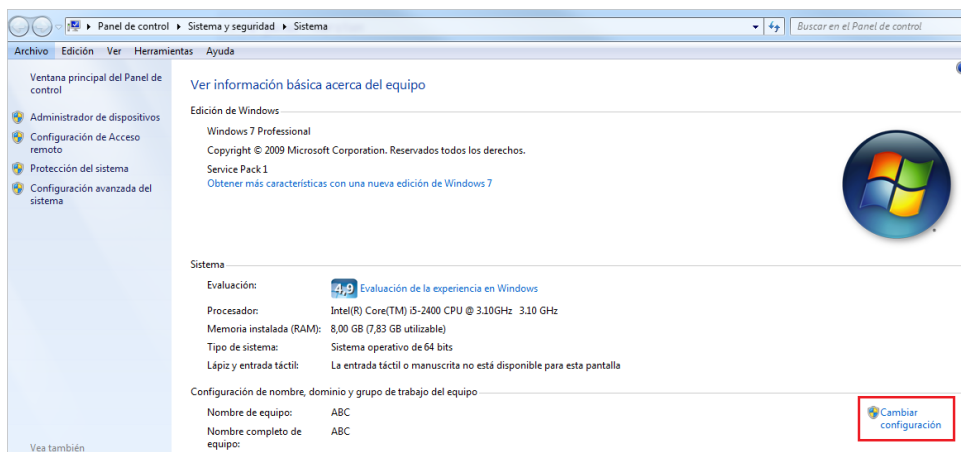 Panel de control ▸ Sistema y seguridad ▸ Sistema
Buscar en el Panel de control
Archivo Edición Ver Herramientas Ayuda
Ventana principal del Panel de
control
Administrador de dispositivos
Configuración de Acceso
remoto
Protección del sistema
Configuración avanzada del
sistema
Vea también
Ver información básica acerca del equipo
Edición de Windows
Windows 7 Professional
Copyright © 2009 Microsoft Corporation. Reservados todos los derechos.
Service Pack 1
Obtener más características con una nueva edición de Windows 7
Sistema
Evaluación: 4,9 Evaluación de la experiencia en Windows
Procesador: Intel(R) Core(TM) i5-2400 CPU @ 3.10GHz 3.10 GHz
Memoria instalada (RAM): 8,00 GB (7,83 GB utilizable)
Tipo de sistema: Sistema operativo de 64 bits
Lápiz y entrada táctil: La entrada táctil o manuscrita no está disponible para esta pantalla
Configuración de nombre, dominio y grupo de trabajo del equipo
Nombre de equipo: ABC
Nombre completo de
equipo: ABC
Cambiar
configuración